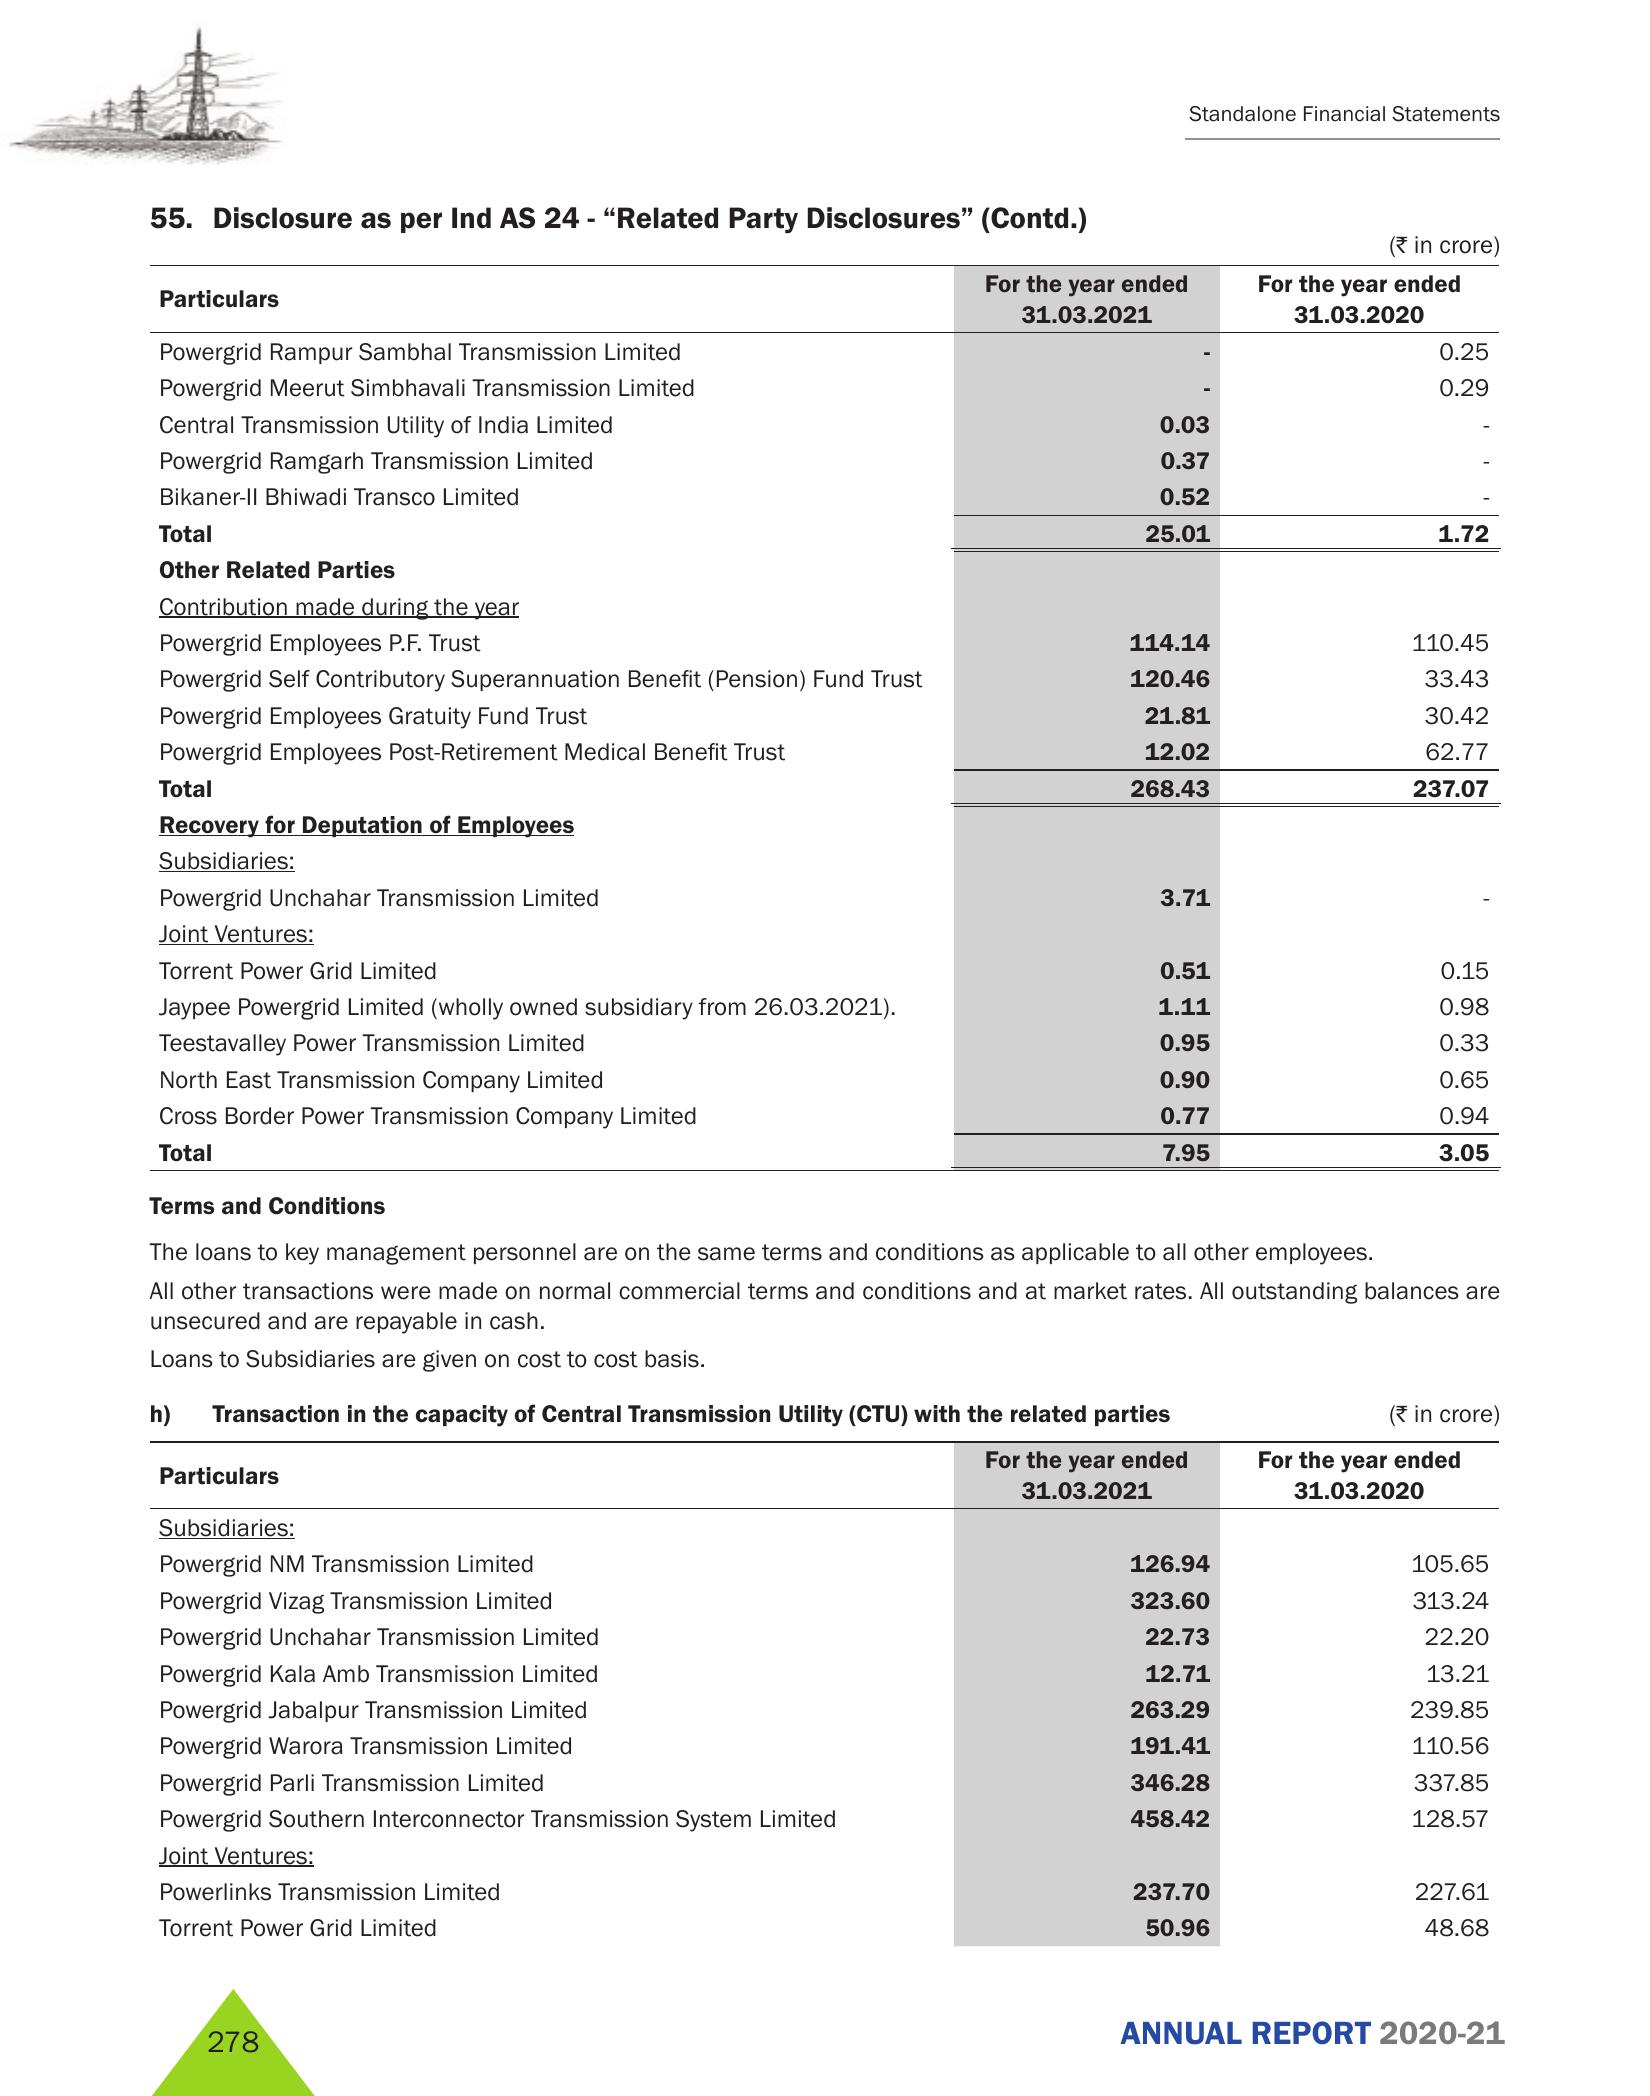 Standalone Financial Statements
55. Disclosure as per Ind AS 24 - “Related Party Disclosures” (Contd.)
(₹ in crore)
Particulars For the year ended 31.03.2021 For the year ended 31.03.2020
Powergrid Rampur Sambhal Transmission Limited - 0.25
Powergrid Meerut Simbhavali Transmission Limited - 0.29
Central Transmission Utility of India Limited 0.03 -
Powergrid Ramgarh Transmission Limited 0.37 -
Bikaner-II Bhiwadi Transco Limited 0.52 -
Total 25.01 1.72
Other Related Parties
Contribution made during the year
Powergrid Employees P.F. Trust 114.14 110.45
Powergrid Self Contributory Superannuation Benefit (Pension) Fund Trust 120.46 33.43
Powergrid Employees Gratuity Fund Trust 21.81 30.42
Powergrid Employees Post-Retirement Medical Benefit Trust 12.02 62.77
Total 268.43 237.07
Recovery for Deputation of Employees
Subsidiaries:
Powergrid Unchahar Transmission Limited 3.71 -
Joint Ventures:
Torrent Power Grid Limited 0.51 0.15
Jaypee Powergrid Limited (wholly owned subsidiary from 26.03.2021). 1.11 0.98
Teestavalley Power Transmission Limited 0.95 0.33
North East Transmission Company Limited 0.90 0.65
Cross Border Power Transmission Company Limited 0.77 0.94
Total 7.95 3.05
Terms and Conditions
The loans to key management personnel are on the same terms and conditions as applicable to all other employees.
All other transactions were made on normal commercial terms and conditions and at market rates. All outstanding balances are
unsecured and are repayable in cash.
Loans to Subsidiaries are given on cost to cost basis.
h) Transaction in the capacity of Central Transmission Utility (CTU) with the related parties (₹ in crore)
Particulars For the year ended 31.03.2021 For the year ended 31.03.2020
Subsidiaries:
Powergrid NM Transmission Limited 126.94 105.65
Powergrid Vizag Transmission Limited 323.60 313.24
Powergrid Unchahar Transmission Limited 22.73 22.20
Powergrid Kala Amb Transmission Limited 12.71 13.21
Powergrid Jabalpur Transmission Limited 263.29 239.85
Powergrid Warora Transmission Limited 191.41 110.56
Powergrid Parli Transmission Limited 346.28 337.85
Powergrid Southern Interconnector Transmission System Limited 458.42 128.57
Joint Ventures:
Powerlinks Transmission Limited 237.70 227.61
Torrent Power Grid Limited 50.96 48.68
278
ANNUAL REPORT 2020-21